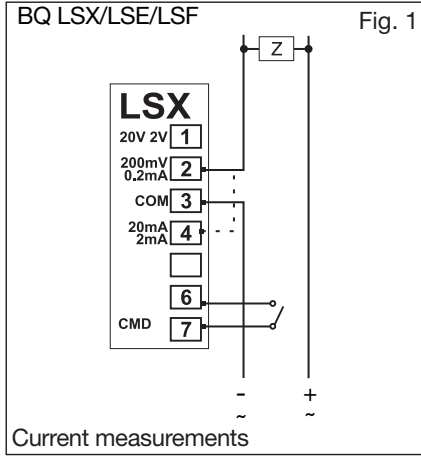 BQ LSX/LSE/LSF
Fig. 1
Z
LSX
20V 2V 1
200mV
0.2mA 2
COM 3
20mA
2mA 4
6
CMD 7
- +
~ ~
Current measurements